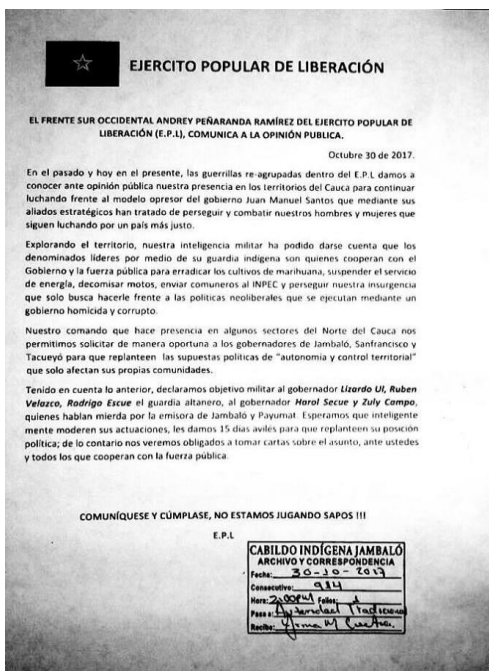 EJERCITO POPULAR DE LIBERACIÓN
EL FRENTE SUR OCCIDENTAL ANDREY PEÑARANDA RAMÍREZ DEL EJERCITO POPULAR DE
LIBERACIÓN (E.P.L), COMUNICA A LA OPINIÓN PUBLICA.
Octubre 30 de 2017.
En el pasado y hoy en el presente, las guerrillas re-agrupadas dentro del E.P.L damos a
conocer ante opinión pública nuestra presencia en los territorios del Cauca para continuar
luchando frente al modelo opresor del gobierno Juan Manuel Santos que mediante sus
aliados estratégicos han tratado de perseguir y combatir nuestros hombres y mujeres que
siguen luchando por un país más justo.
Explorando el territorio, nuestra inteligencia militar ha podido darse cuenta que los
denominados líderes por medio de su guardia indígena son quienes cooperan con el
Gobierno y la fuerza pública para erradicar los cultivos de marihuana, suspender el servicio
de energía, decomisar motos, enviar comuneros al INPEC y perseguir nuestra insurgencia
que solo busca hacerle frente a las políticas neoliberales que se ejecutan mediante un
gobierno homicida y corrupto.
Nuestro comando que hace presencia en algunos sectores del Norte del Cauca nos
permitimos solicitar de manera oportuna a los gobernadores de Jambaló, Sanfrancisco y
Tacueyó para que replanteen las supuestas políticas de "autonomía y control territorial"
que solo afectan sus propias comunidades.
Tenido en cuenta lo anterior, declaramos objetivo militar al gobernador Lizardo Ul, Ruben
Velazco, Rodrigo Escue el guardia altanero, al gobernador Harol Secue y Zuly Campo,
quienes hablan mierda por la emisora de Jambaló y Payumat. Esperamos que inteligente
mente moderen sus actuaciones, les damos 15 días aviles para que replanteen su posición
política; de lo contario nos veremos obligados a tomar cartas sobre el asunto, ante ustedes
y todos los que cooperan con la fuerza pública.
COMUNÍQUESE Y CÚMPLASE, NO ESTAMOS JUGANDO SAPOS !!!
E.P.L
CABILDO INDÍGENA JAMBALÓ
ARCHIVO Y CORRESPONDENCIA
Fecha: 30-10-2017
Consecutivo: 914
Hora: 2:00PM Folios: 1
Pase a: Autoridad Tradicional
Recibe: